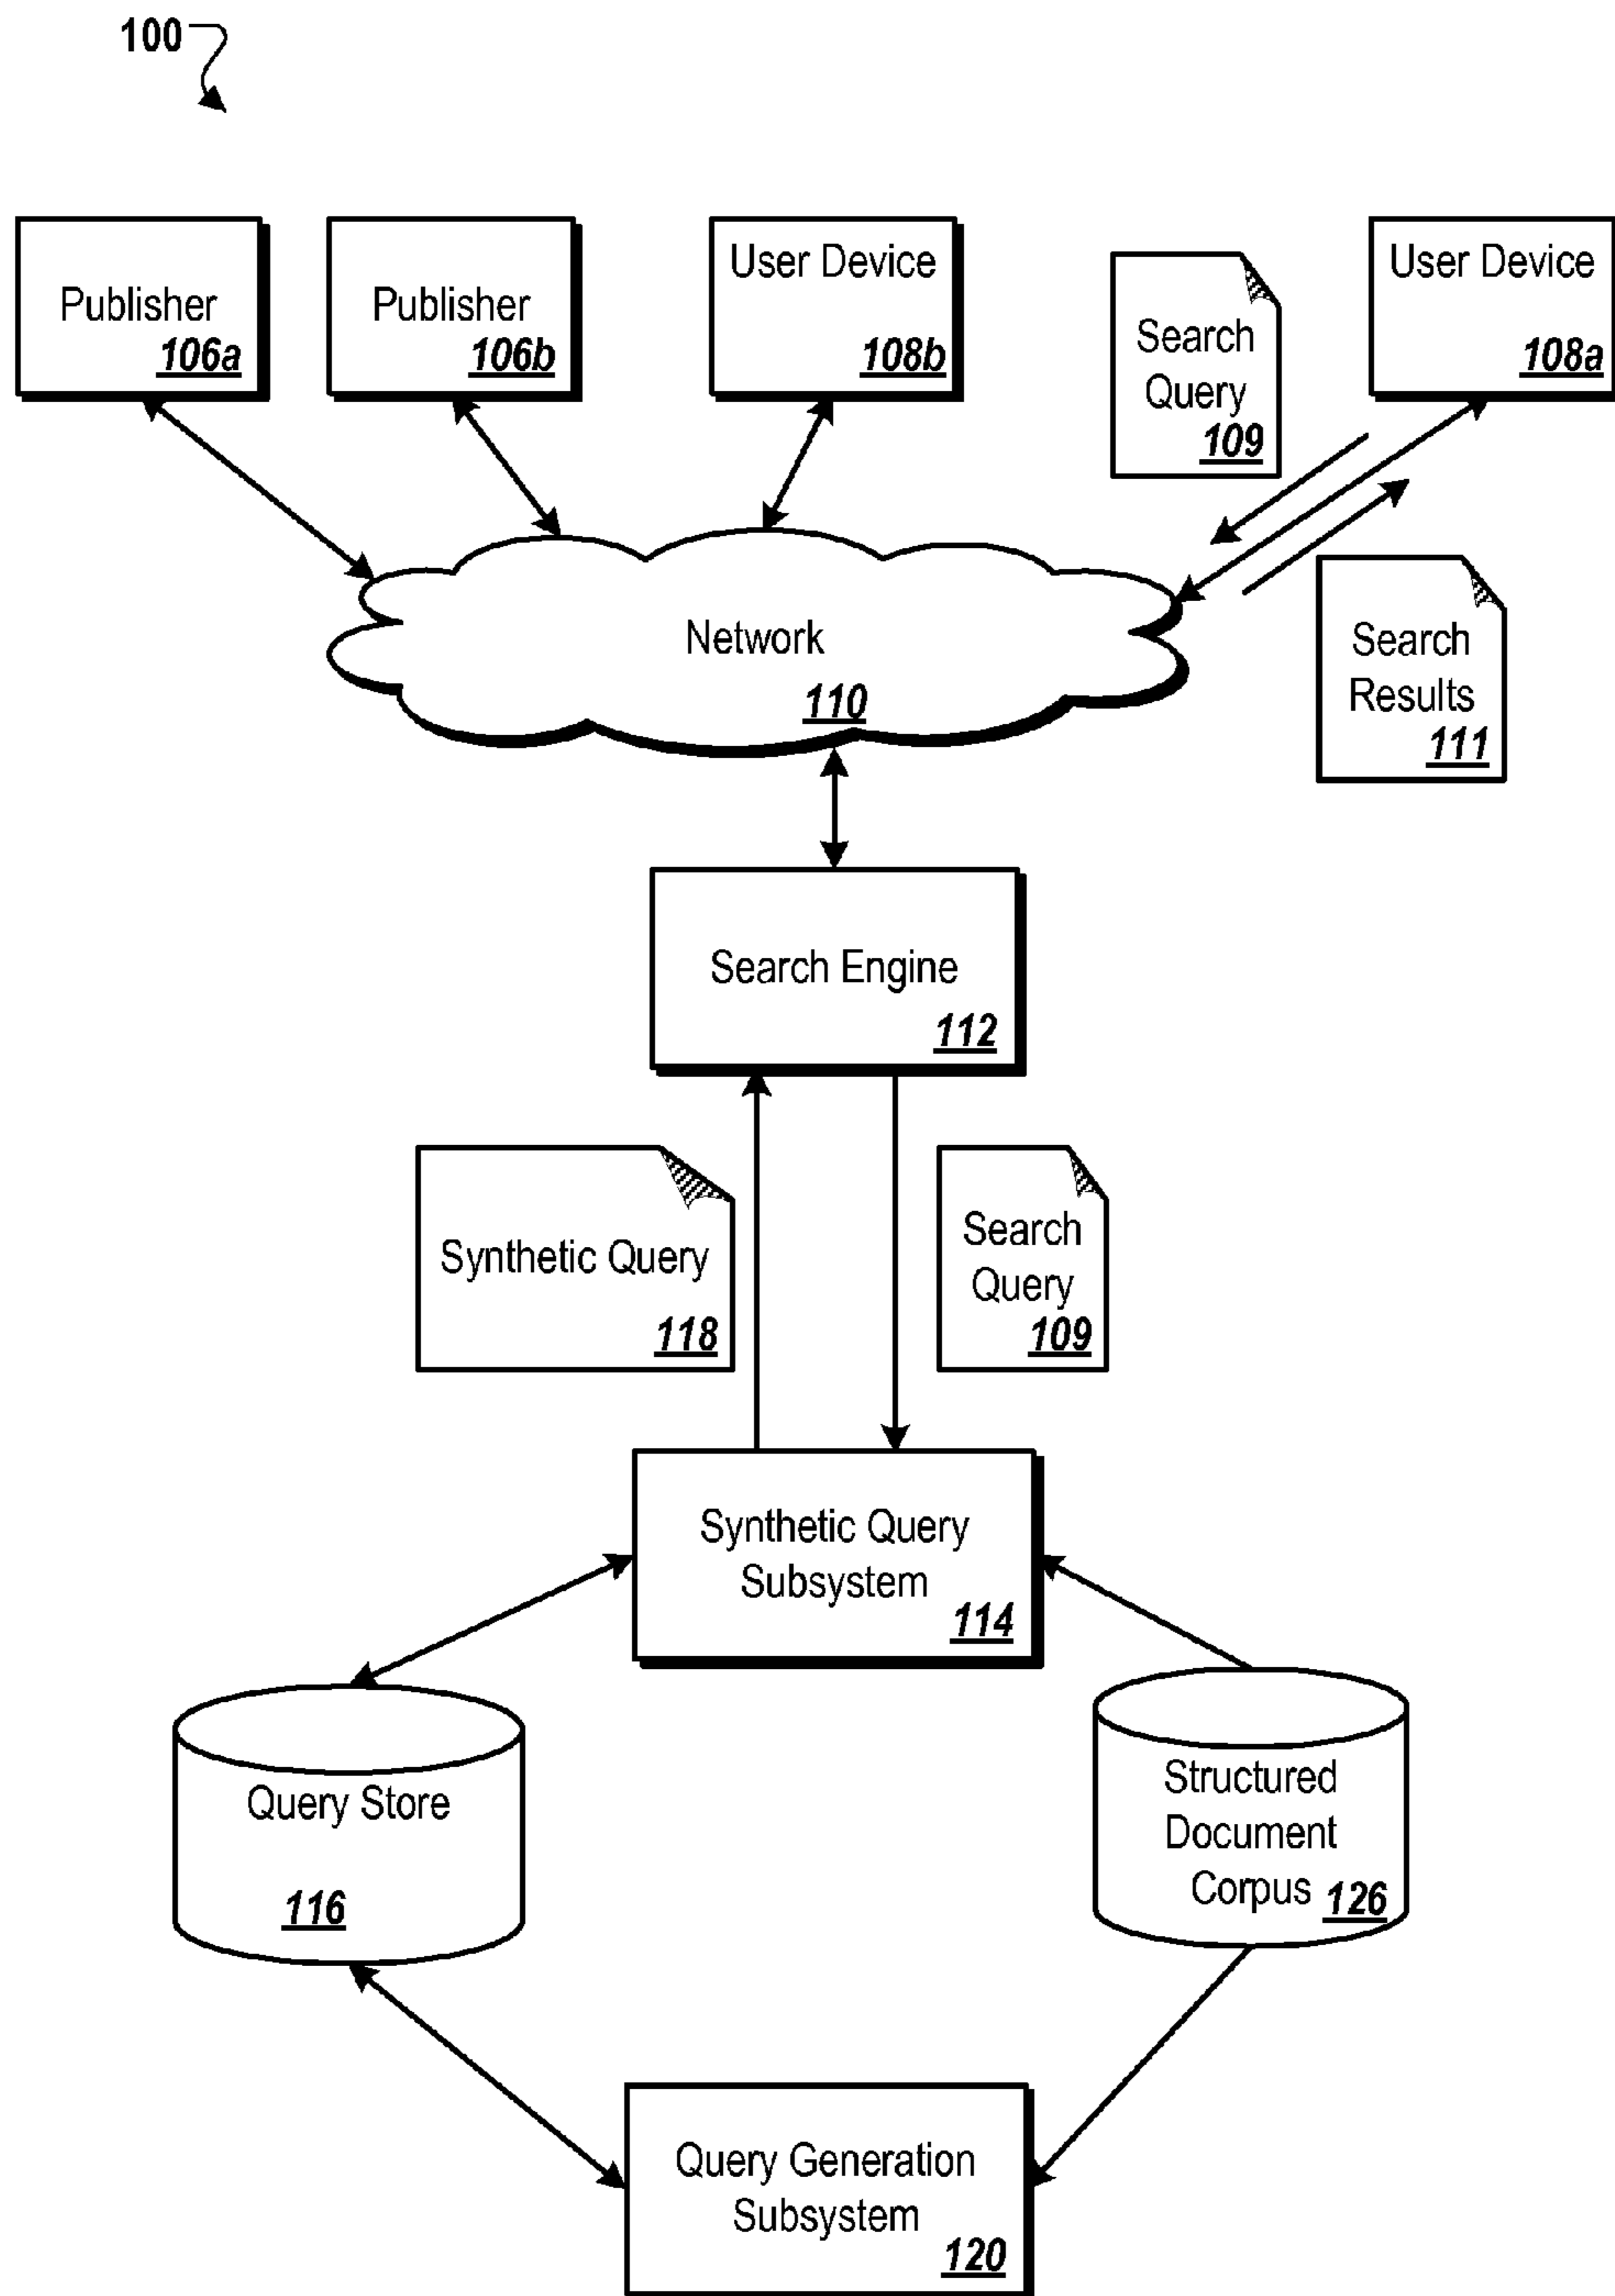 100
Publisher
106a
Publisher
106b
User Device
108b
Search
Query
109
User Device
108a
Network
110
Search
Results
111
Search Engine
112
Synthetic Query
118
Search
Query
109
Synthetic Query
Subsystem
114
Query Store
116
Structured
Document
Corpus 126
Query Generation
Subsystem
120